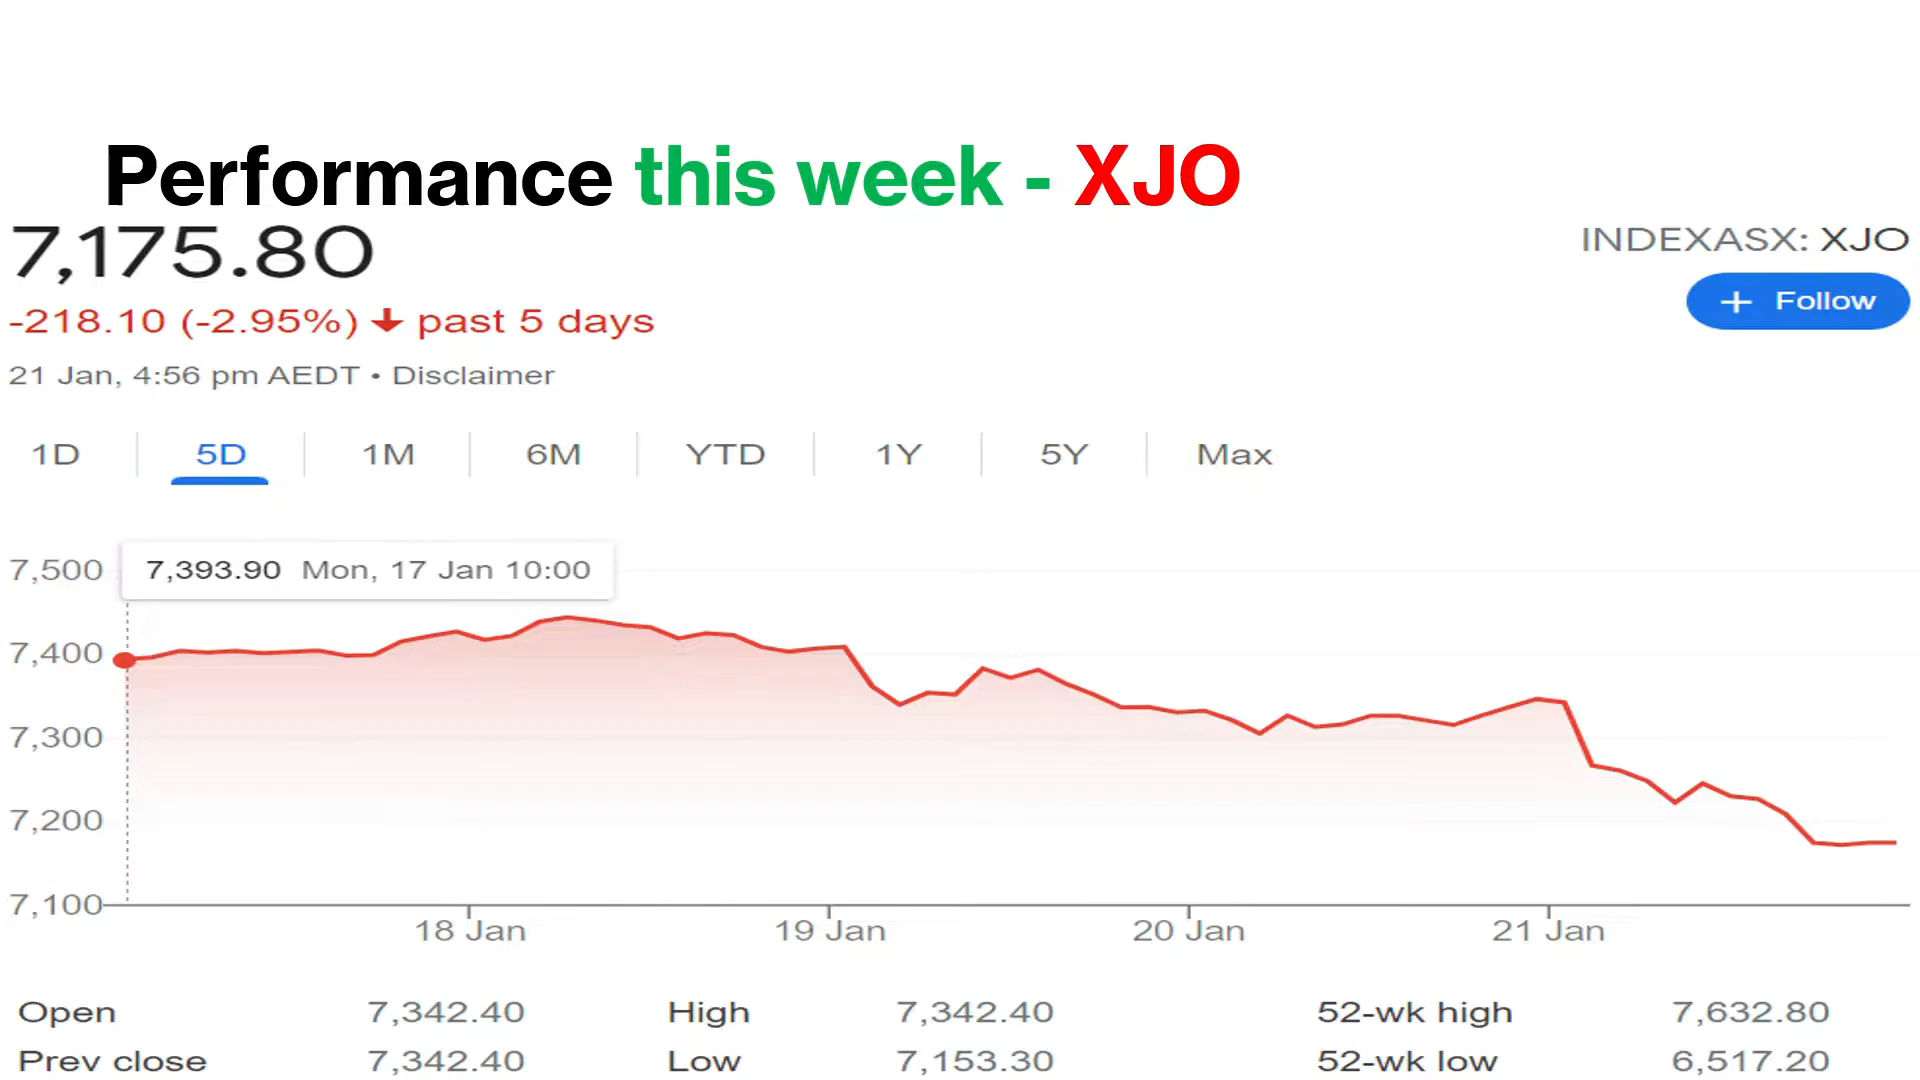 Performance this week - XJO
7,175.80
INDEXASX: XJO
-218.10 (-2.95%) ↓ past 5 days
+ Follow
21 Jan, 4:56 pm AEDT • Disclaimer
1D 5D 1M 6M YTD 1Y 5Y Max
7,500
7,393.90 Mon, 17 Jan 10:00
7,400
7,300
7,200
7,100
18 Jan 19 Jan 20 Jan 21 Jan
Open 7,342.40 High 7,342.40 52-wk high 7,632.80
Prev close 7,342.40 Low 7,153.30 52-wk low 6,517.20